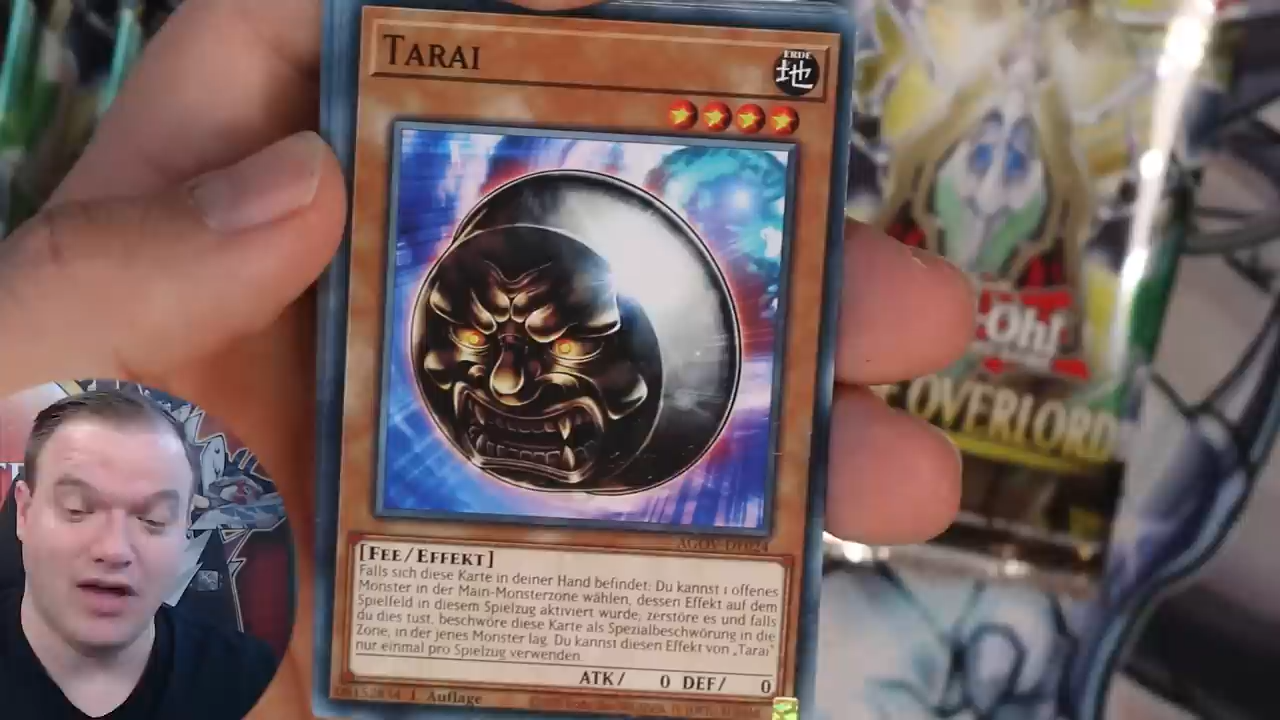 TARAI
ERDE
地
AGOV-DE024
[FEE/EFFEKT]
Falls sich diese Karte in deiner Hand befindet: Du kannst 1 offenes
Monster in der Main-Monsterzone wählen, dessen Effekt auf dem
Spielfeld in diesem Spielzug aktiviert wurde; zerstöre es und falls
du dies tust, beschwöre diese Karte als Spezialbeschwörung in die
Zone, in der jenes Monster lag. Du kannst diesen Effekt von „Tarai"
nur einmal pro Spielzug verwenden.
ATK/ 0 DEF/ 0
1. Auflage
-Oh!
OVERLORD